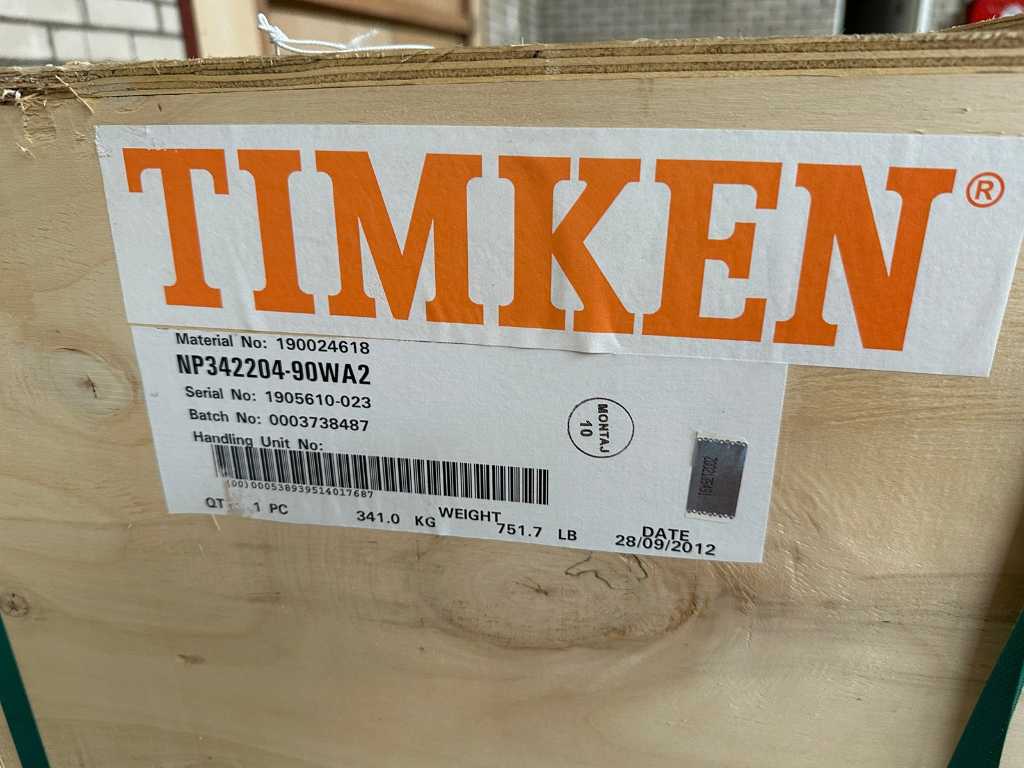 TIMKEN®
Material No: 190024618
NP342204-90WA2
Serial No: 1905610-023
Batch No: 0003738487
Handling Unit No:
(00)000538939514017687
QT 1 PC 341.0 KG WEIGHT 751.7 LB DATE 28/09/2012
MONTAJ
10